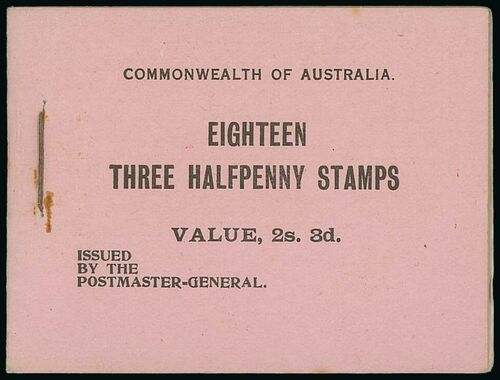 COMMONWEALTH OF AUSTRALIA.
EIGHTEEN
THREE HALFPENNY STAMPS
VALUE, 2s. 3d.
ISSUED
BY THE
POSTMASTER-GENERAL.